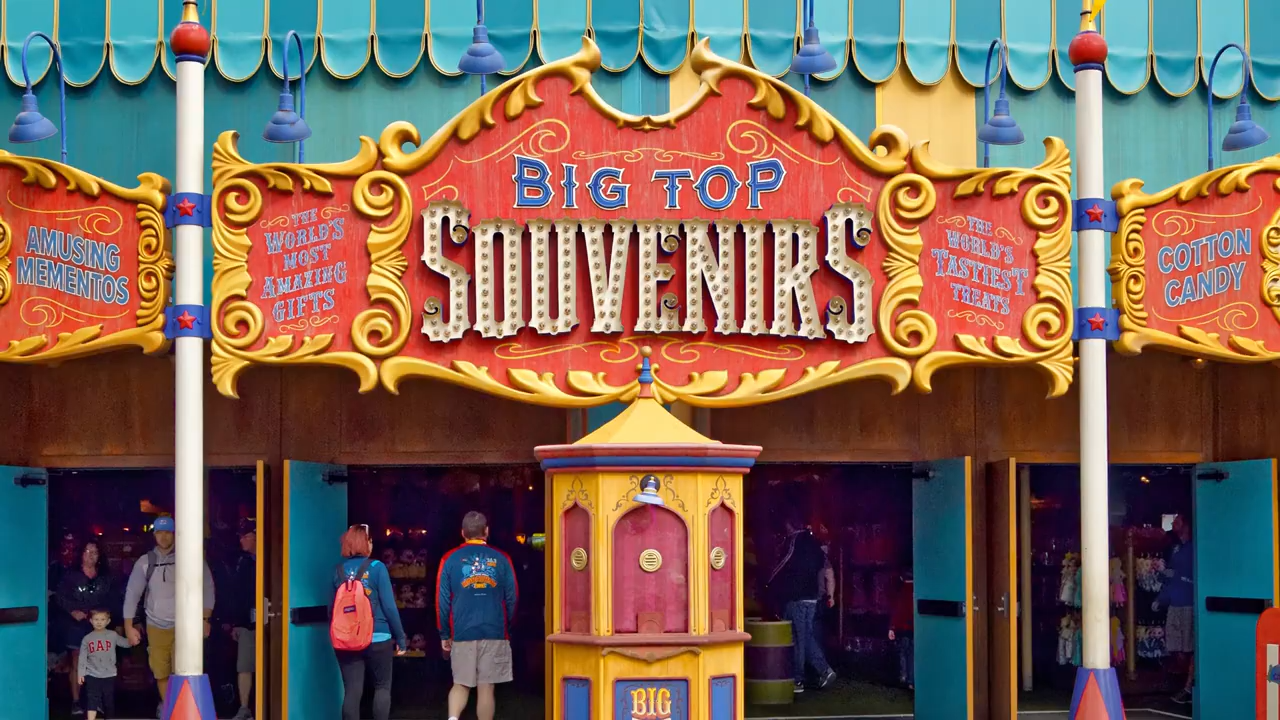 AMUSING
MEMENTOS
THE
WORLD'S
MOST
AMAZING
GIFTS
BIG TOP
SOUVENIRS
THE
WORLD'S
TASTIEST
TREATS
COTTON
CANDY
GAP
BIG